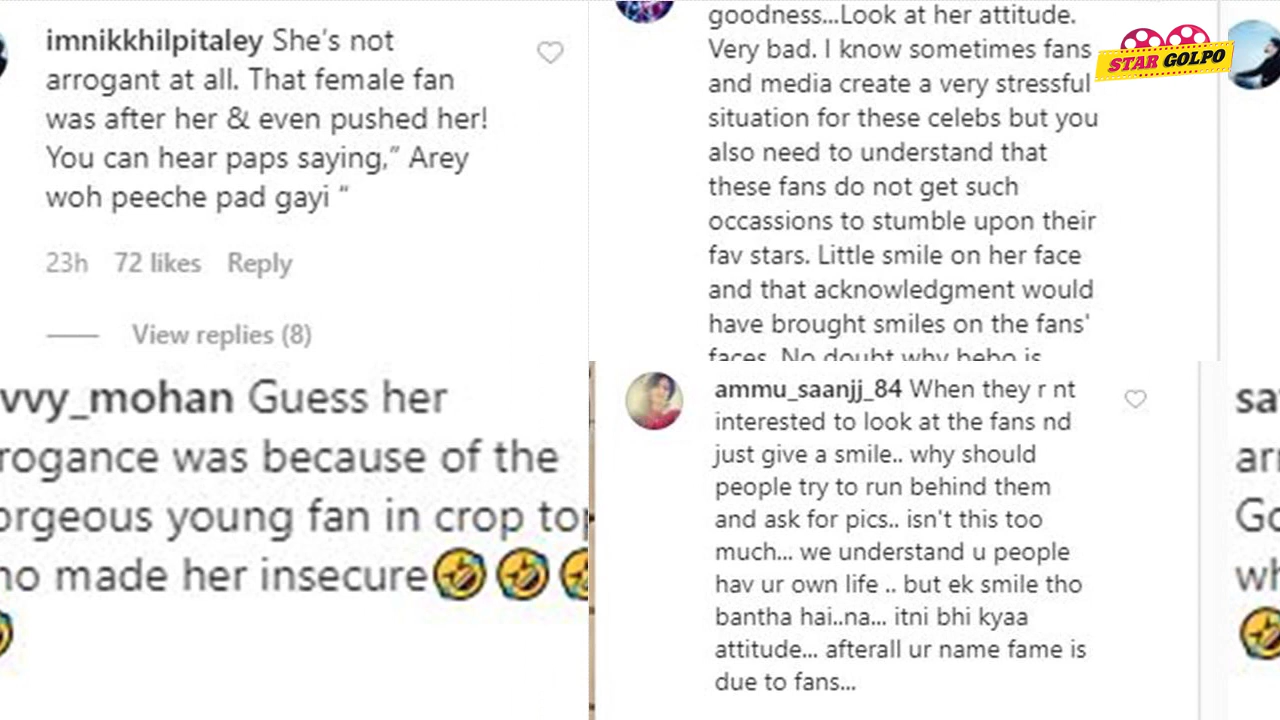 imnikkhilpitaley She's not
arrogant at all. That female fan
was after her & even pushed her!
You can hear paps saying," Arey
woh peeche pad gayi "
23h 72 likes Reply
View replies (8)
goodness...Look at her attitude.
Very bad. I know sometimes fans
and media create a very stressful
situation for these celebs but you
also need to understand that
these fans do not get such
occassions to stumble upon their
fav stars. Little smile on her face
and that acknowledgment would
have brought smiles on the fans'
faces. No doubt why bebo is
STAR GOLPO
vvy_mohan Guess her
rogance was because of the
orgeous young fan in crop top
ho made her insecure🤣🤣🤣
🤣
ammu_saanjj_84 When they r nt
interested to look at the fans nd
just give a smile.. why should
people try to run behind them
and ask for pics.. isn't this too
much... we understand u people
hav ur own life .. but ek smile tho
bantha hai..na... itni bhi kyaa
attitude... afterall ur name fame is
due to fans...
sa
arr
Go
wh
🤣